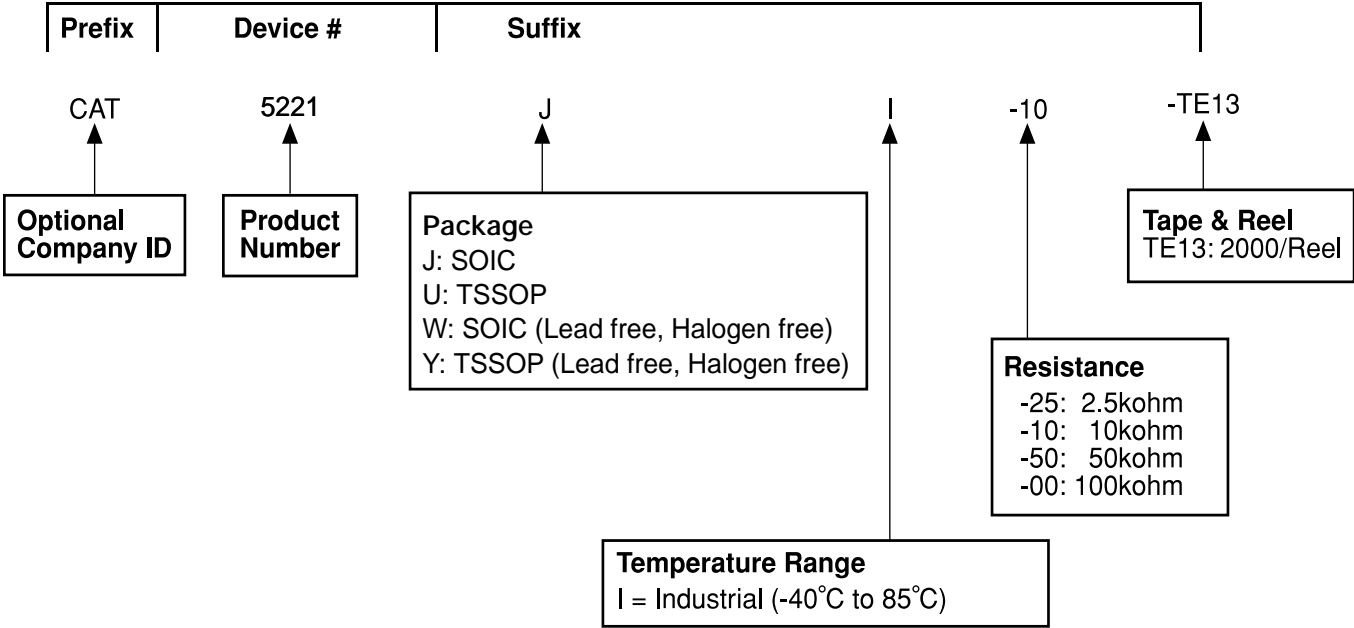 Prefix Device # Suffix
CAT 5221 J I -10 -TE13
Optional
Company ID
Product
Number
Package
J: SOIC
U: TSSOP
W: SOIC (Lead free, Halogen free)
Y: TSSOP (Lead free, Halogen free)
Tape & Reel
TE13: 2000/Reel
Resistance
-25: 2.5kohm
-10: 10kohm
-50: 50kohm
-00: 100kohm
Temperature Range
I = Industrial (-40°C to 85°C)